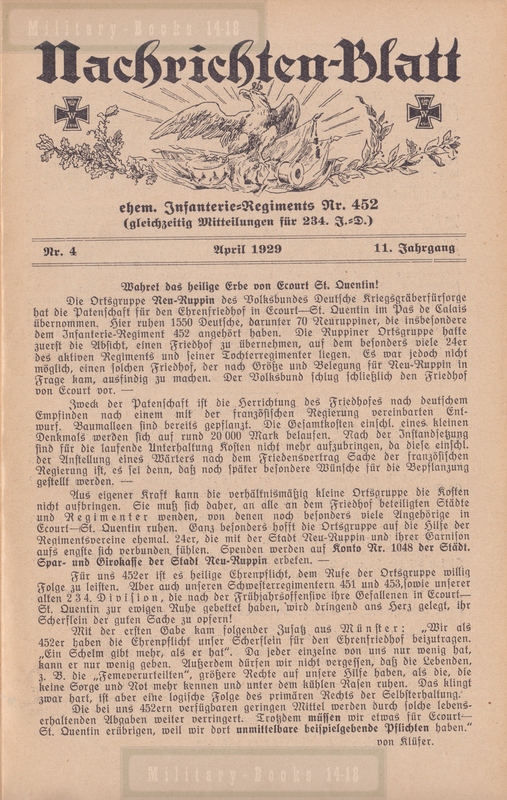 Military-Books 14-18
Nachrichten-Blatt
ehem. Infanterie-Regiments Nr. 452
(gleichzeitig Mitteilungen für 234. J.-D.)
Nr. 4 April 1929 11. Jahrgang
Wahret das heilige Erbe von Ecourt St. Quentin!
Die Ortsgruppe Neu-Ruppin des Volksbundes Deutsche Kriegsgräberfürsorge
hat die Patenschaft für den Ehrenfriedhof in Ecourt—St. Quentin im Pas de Calais
übernommen. Hier ruhen 1550 Deutsche, darunter 70 Neuruppiner, die insbesondere
dem Infanterie-Regiment 452 angehört haben. Die Ruppiner Ortsgruppe hatte
zuerst die Absicht, einen Friedhof zu übernehmen, auf dem besonders viele 24er
des aktiven Regiments und seiner Tochterregimenter liegen. Es war jedoch nicht
möglich, einen solchen Friedhof, der nach Größe und Belegung für Neu-Ruppin in
Frage kam, ausfindig zu machen. Der Volksbund schlug schließlich den Friedhof
von Ecourt vor. —
Zweck der Patenschaft ist die Herrichtung des Friedhofes nach deutschem
Empfinden nach einem mit der französischen Regierung vereinbarten Ent-
wurf. Baumalleen sind bereits gepflanzt. Die Gesamtkosten einschl. eines kleinen
Denkmals werden sich auf rund 20 000 Mark belaufen. Nach der Instandsetzung
sind für die laufende Unterhaltung Kosten nicht mehr aufzubringen, da diese einschl.
der Anstellung eines Wärters nach dem Friedensvertrag Sache der französischen
Regierung ist, es sei denn, daß noch später besondere Wünsche für die Bepflanzung
gestellt werden. —
Aus eigener Kraft kann die verhältnismäßig kleine Ortsgruppe die Kosten
nicht aufbringen. Sie muß sich daher, an alle an dem Friedhof beteiligten Städte
und Regimenter wenden, von denen noch besonders viele Angehörige in
Ecourt—St. Quentin ruhen. Ganz besonders hofft die Ortsgruppe auf die Hilfe der
Regimentsvereine ehemal. 24er, die mit der Stadt Neu-Ruppin und ihrer Garnison
aufs engste sich verbunden fühlen. Spenden werden auf Konto Nr. 1048 der Städt.
Spar- und Girokasse der Stadt Neu-Ruppin erbeten. —
Für uns 452er ist es heilige Ehrenpflicht, dem Rufe der Ortsgruppe willig
Folge zu leisten. Aber auch unseren Schwesterregimentern 451 und 453, sowie unserer
alten 234. Division, die nach der Frühjahrsoffensive ihre Gefallenen in Ecourt—
St. Quentin zur ewigen Ruhe gebettet haben, wird dringend ans Herz gelegt, ihr
Scherflein der guten Sache zu opfern!
Mit der ersten Gabe kam folgender Zusatz aus Münster: „Wir als
452er haben die Ehrenpflicht unser Scherflein für den Ehrenfriedhof beizutragen.
„Ein Schelm gibt mehr, als er hat“. Da jeder einzelne von uns nur wenig hat,
kann er nur wenig geben. Außerdem dürfen wir nicht vergessen, daß die Lebenden,
z. B. die „Femeverurteilten“, größere Rechte auf unsere Hilfe haben, als die, die
keine Sorge und Not mehr kennen und unter dem kühlen Rasen ruhen. Das klingt
zwar hart, ist aber eine logische Folge des primären Rechts der Selbsterhaltung.
Die bei uns 452ern verfügbaren geringen Mittel werden durch solche lebens-
erhaltenden Abgaben weiter verringert. Trotzdem müssen wir etwas für Ecourt—
St. Quentin erübrigen, weil wir dort unmittelbare beispielgebende Pflichten haben.“
von Klüfer.
Military-Books 14-18